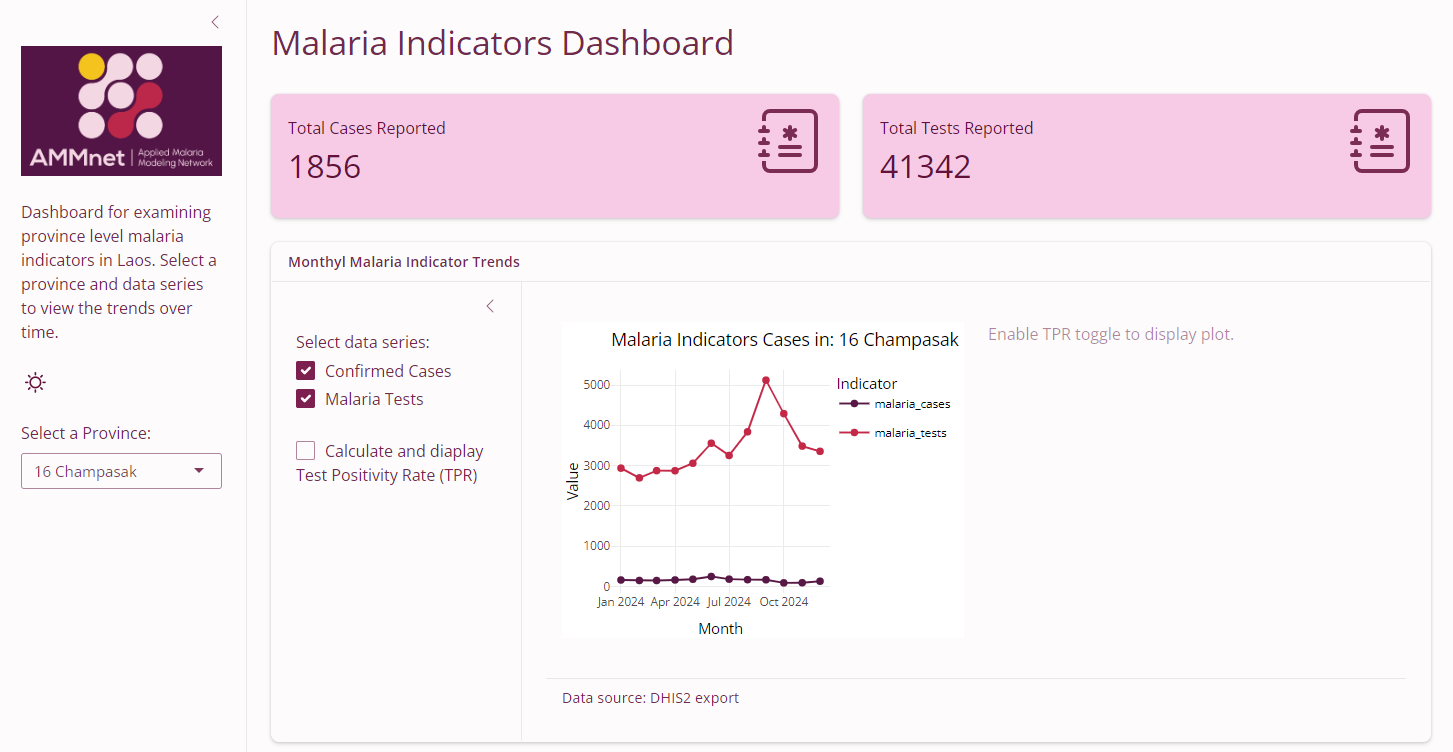 Malaria Indicators Dashboard
AMMnet | Applied Malaria
Modeling Network
Dashboard for examining
province level malaria
indicators in Laos. Select a
province and data series
to view the trends over
time.
Select a Province:
16 Champasak
Total Cases Reported
1856
Total Tests Reported
41342
Monthyl Malaria Indicator Trends
Select data series:
Confirmed Cases
Malaria Tests
Calculate and diaplay
Test Positivity Rate (TPR)
Malaria Indicators Cases in: 16 Champasak
Value
5000
4000
3000
2000
1000
0
Jan 2024 Apr 2024 Jul 2024 Oct 2024
Month
Indicator
malaria_cases
malaria_tests
Enable TPR toggle to display plot.
Data source: DHIS2 export